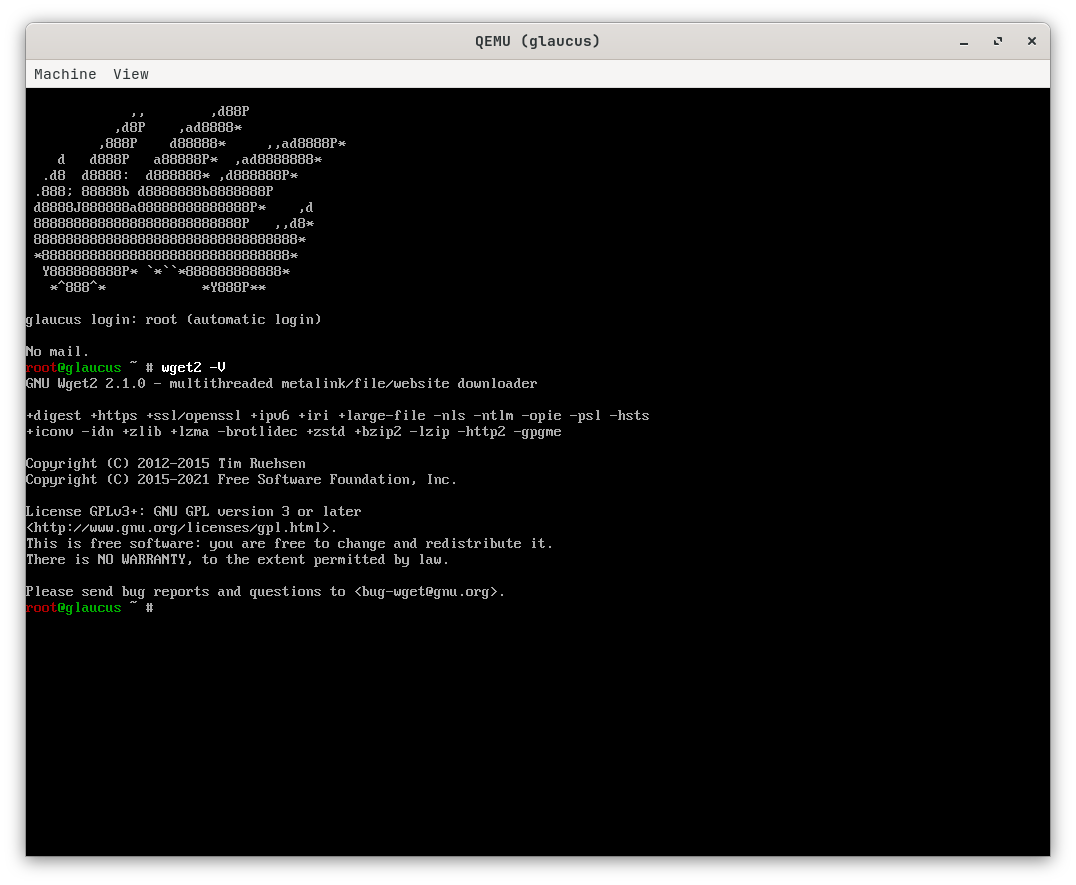 QEMU (glaucus)
Machine View
             ,,        ,d88P
           ,d8P    ,ad8888*
         ,888P    d88888*     ,,ad8888P*
    d   d888P   a88888P*  ,ad8888888*
  .d8  d8888:  d888888* ,d888888P*
 .888; 88888b d8888888b8888888P
 d8888J888888a88888888888888P*    ,d
 88888888888888888888888888P   ,,d8*
 888888888888888888888888888888888*
 *8888888888888888888888888888888*
  Y888888888P* `*``*888888888888*
   *^888^*            *Y888P**
glaucus login: root (automatic login)
No mail.
root@glaucus ~ # wget2 -V
GNU Wget2 2.1.0 - multithreaded metalink/file/website downloader
+digest +https +ssl/openssl +ipv6 +iri +large-file -nls -ntlm -opie -psl -hsts
+iconv -idn +zlib +lzma -brotlidec +zstd +bzip2 -lzip -http2 -gpgme
Copyright (C) 2012-2015 Tim Ruehsen
Copyright (C) 2015-2021 Free Software Foundation, Inc.
License GPLv3+: GNU GPL version 3 or later
<http://www.gnu.org/licenses/gpl.html>.
This is free software: you are free to change and redistribute it.
There is NO WARRANTY, to the extent permitted by law.
Please send bug reports and questions to <bug-wget@gnu.org>.
root@glaucus ~ #